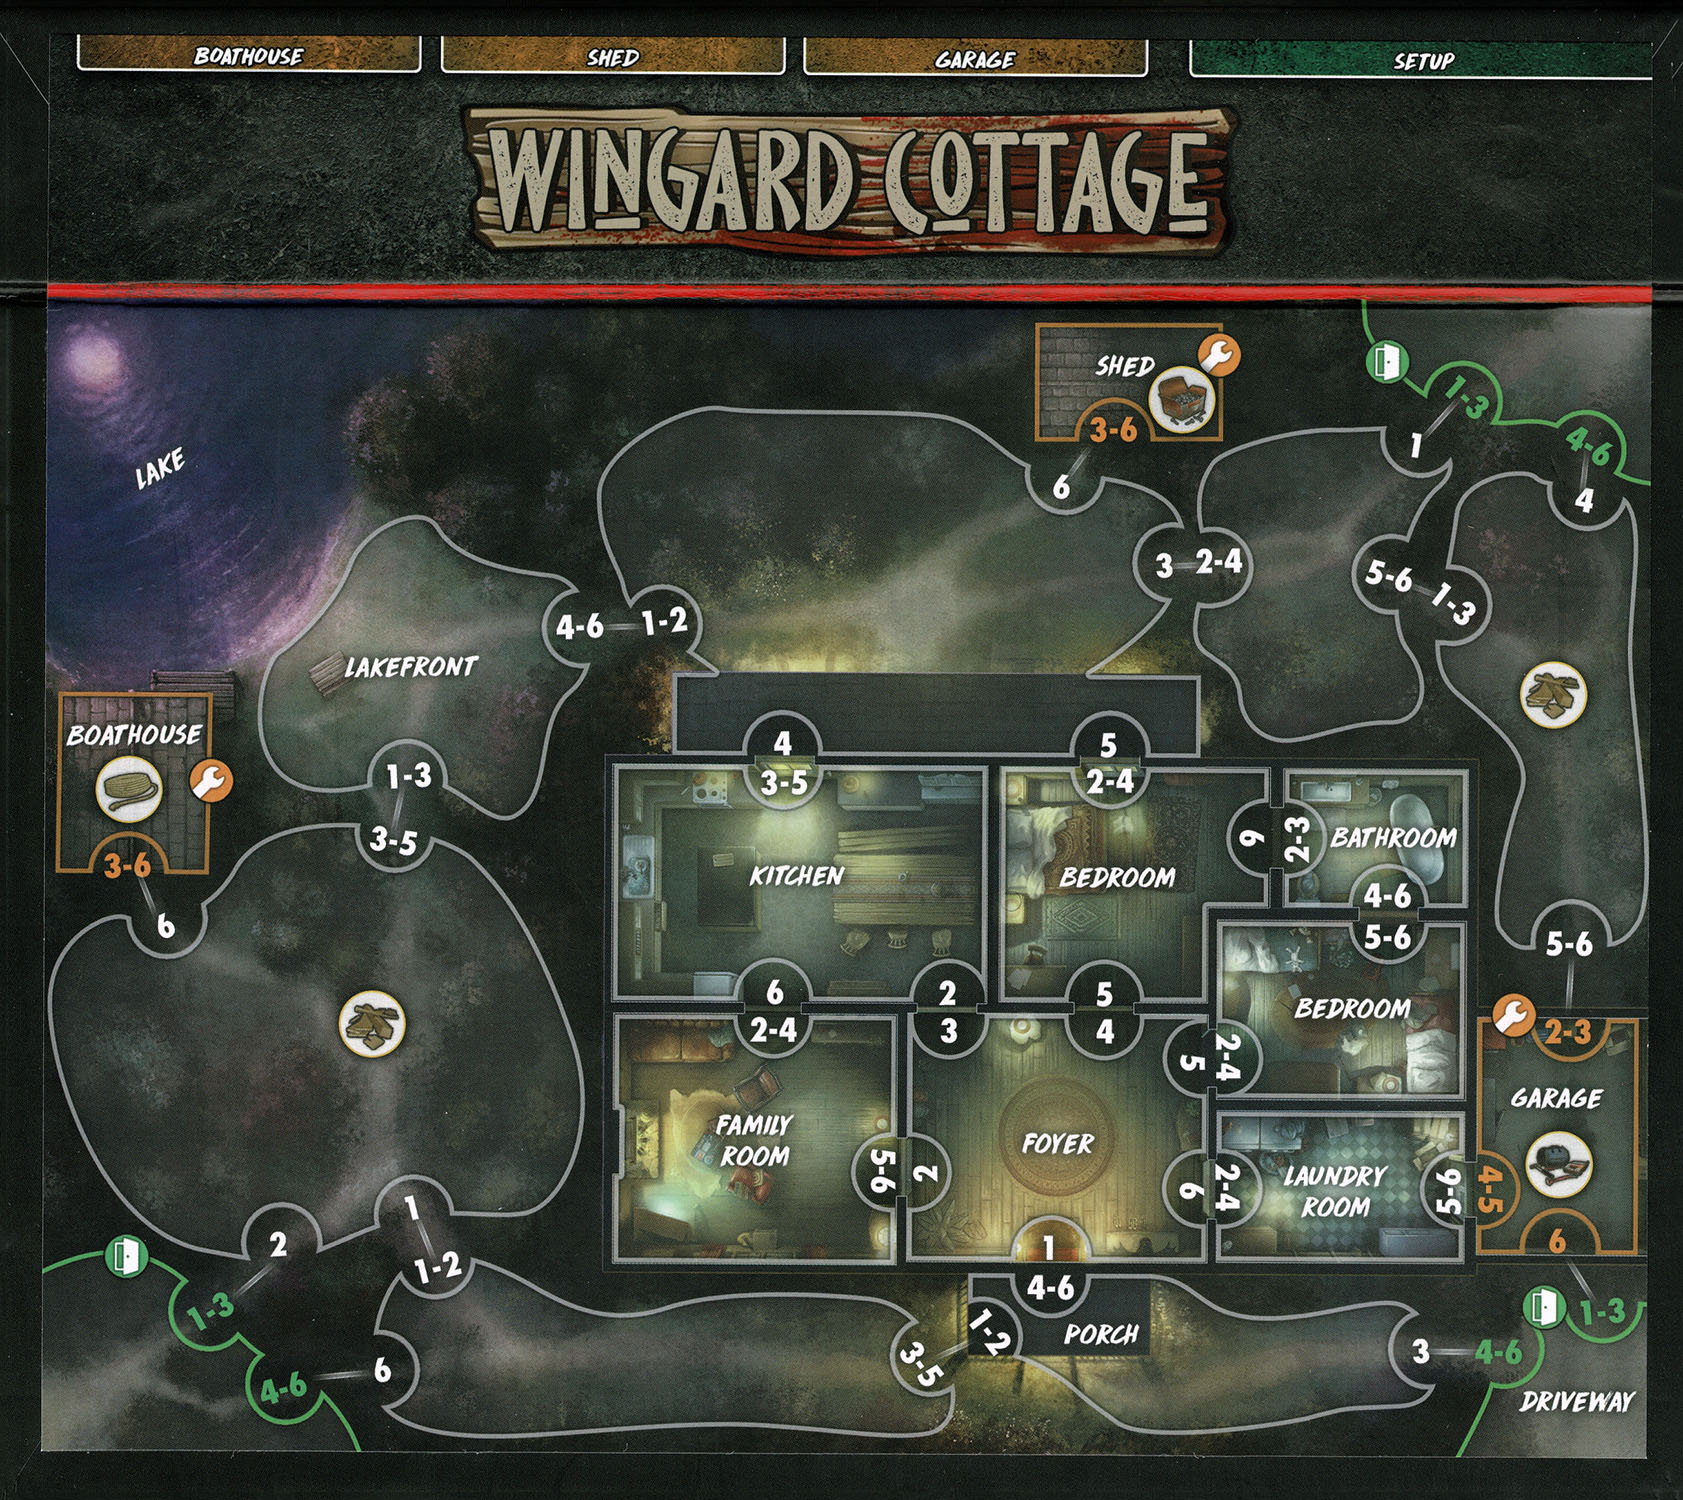 BOATHOUSE
SHED
GARAGE
SETUP
WINGARD COTTAGE
SHED
3-6
6
1-3
1
4-6
4
LAKE
3
2-4
5-6
1-3
4-6
1-2
LAKEFRONT
BOATHOUSE
3-6
6
1-3
3-5
4
3-5
5
2-4
KITCHEN
BEDROOM
6
2-3
BATHROOM
4-6
5-6
5-6
2-3
6
2-4
2
3
5
4
BEDROOM
5
2-4
GARAGE
FAMILY
ROOM
5-6
2
FOYER
6
2-4
LAUNDRY
ROOM
5-6
4-5
6
1
4-6
2
1
1-2
1-3
4-6
6
3-5
1-2
PORCH
3
4-6
1-3
DRIVEWAY